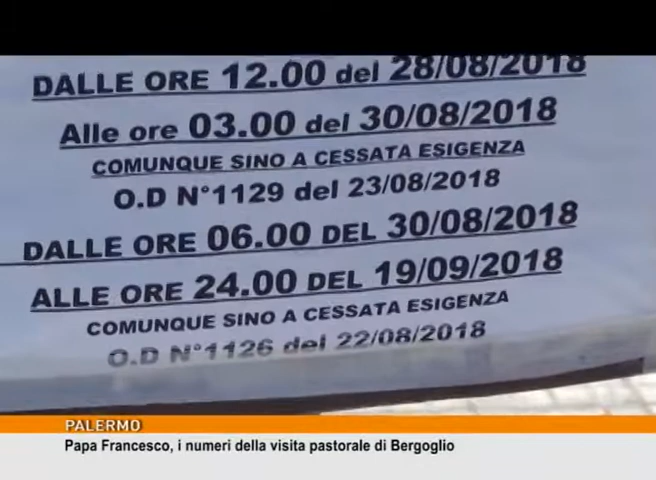 DALLE ORE 12.00 del 28/08/2018
Alle ore 03.00 del 30/08/2018
COMUNQUE SINO A CESSATA ESIGENZA
O.D N°1129 del 23/08/2018
DALLE ORE 06.00 DEL 30/08/2018
ALLE ORE 24.00 DEL 19/09/2018
COMUNQUE SINO A CESSATA ESIGENZA
O.D N°1126 del 22/08/2018
PALERMO
Papa Francesco, i numeri della visita pastorale di Bergoglio